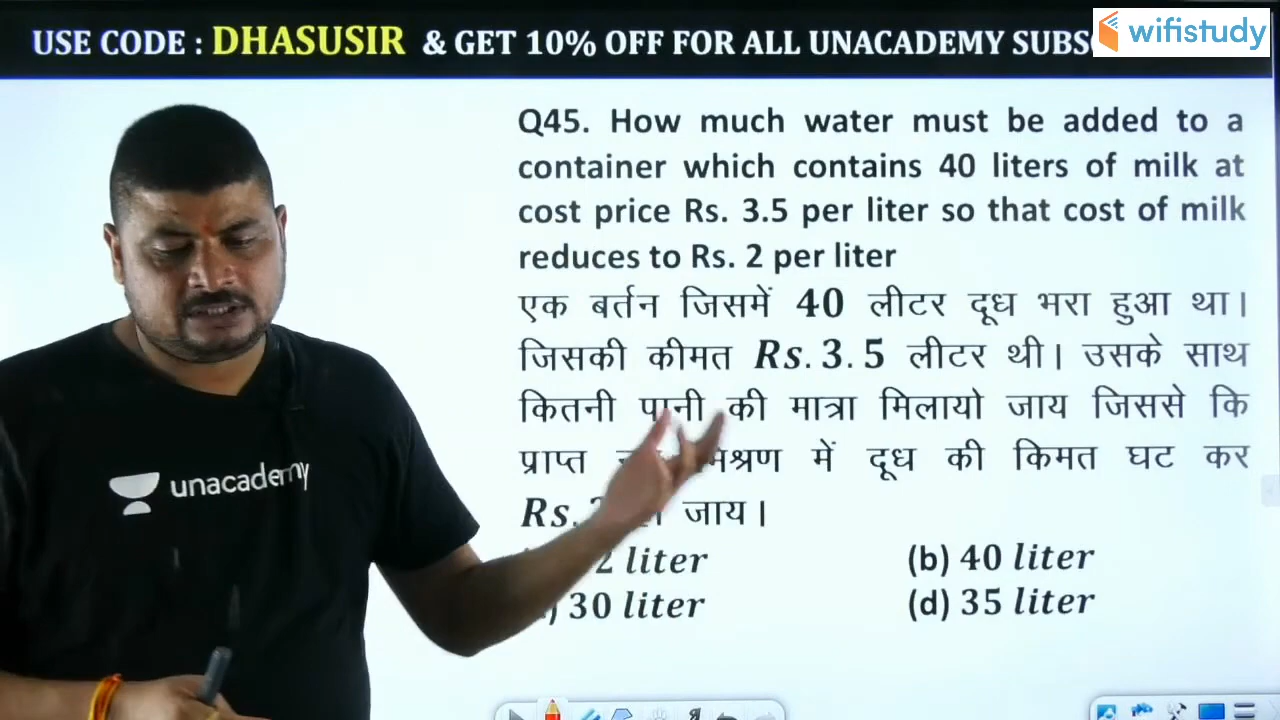 USE CODE : DHASUSIR & GET 10% OFF FOR ALL UNACADEMY
wifistudy
Q45. How much water must be added to a
container which contains 40 liters of milk at
cost price Rs. 3.5 per liter so that cost of milk
reduces to Rs. 2 per liter
एक बर्तन जिसमें 40 लीटर दूध भरा हुआ था।
जिसकी कीमत Rs. 3. 5 लीटर थी। उसके साथ
कितनी पानी की मात्रा मिलायो जाय जिससे कि
प्राप्त में दूध की किमत घट कर
Rs. जाय।
liter
(b) 40 liter
30 liter
(d) 35 liter
unacademy